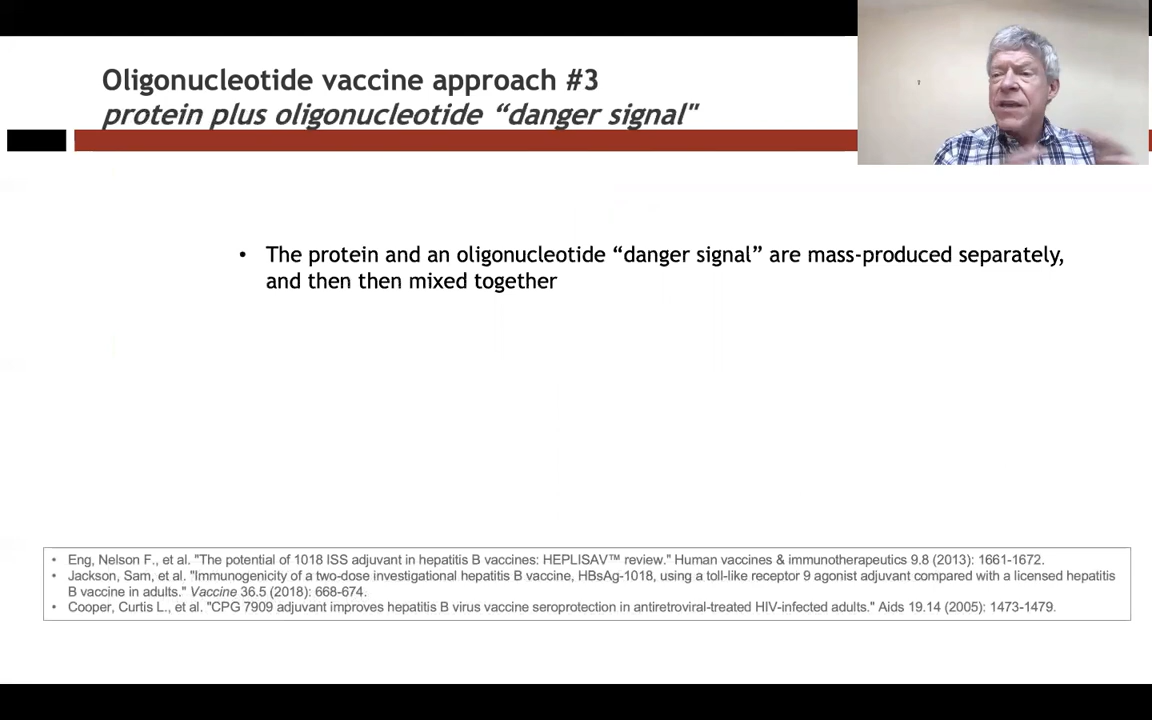 Oligonucleotide vaccine approach #3
protein plus oligonucleotide “danger signal"
• The protein and an oligonucleotide “danger signal” are mass-produced separately,
and then then mixed together
• Eng, Nelson F., et al. "The potential of 1018 ISS adjuvant in hepatitis B vaccines: HEPLISAV™ review." Human vaccines & immunotherapeutics 9.8 (2013): 1661-1672.
• Jackson, Sam, et al. "Immunogenicity of a two-dose investigational hepatitis B vaccine, HBsAg-1018, using a toll-like receptor 9 agonist adjuvant compared with a licensed hepatitis
B vaccine in adults." Vaccine 36.5 (2018): 668-674.
• Cooper, Curtis L., et al. "CPG 7909 adjuvant improves hepatitis B virus vaccine seroprotection in antiretroviral-treated HIV-infected adults." Aids 19.14 (2005): 1473-1479.